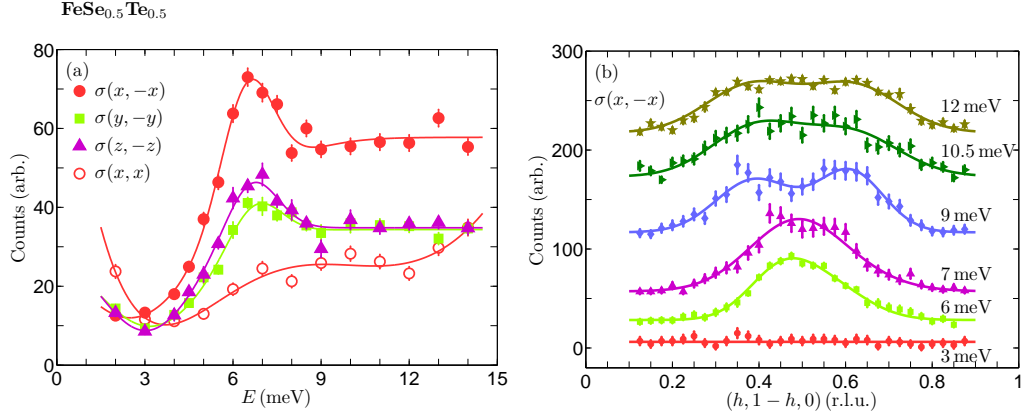 FeSe₀.₅Te₀.₅
(a)
σ(x, −x)
σ(y, −y)
σ(z, −z)
σ(x, x)
Counts (arb.)
80
60
40
20
0
0 3 6 9 12 15
E (meV)
(b)
σ(x, −x)
12 meV
10.5 meV
9 meV
7 meV
6 meV
3 meV
Counts (arb.)
300
200
100
0
0 0.2 0.4 0.6 0.8 1
(h, 1 − h, 0) (r.l.u.)